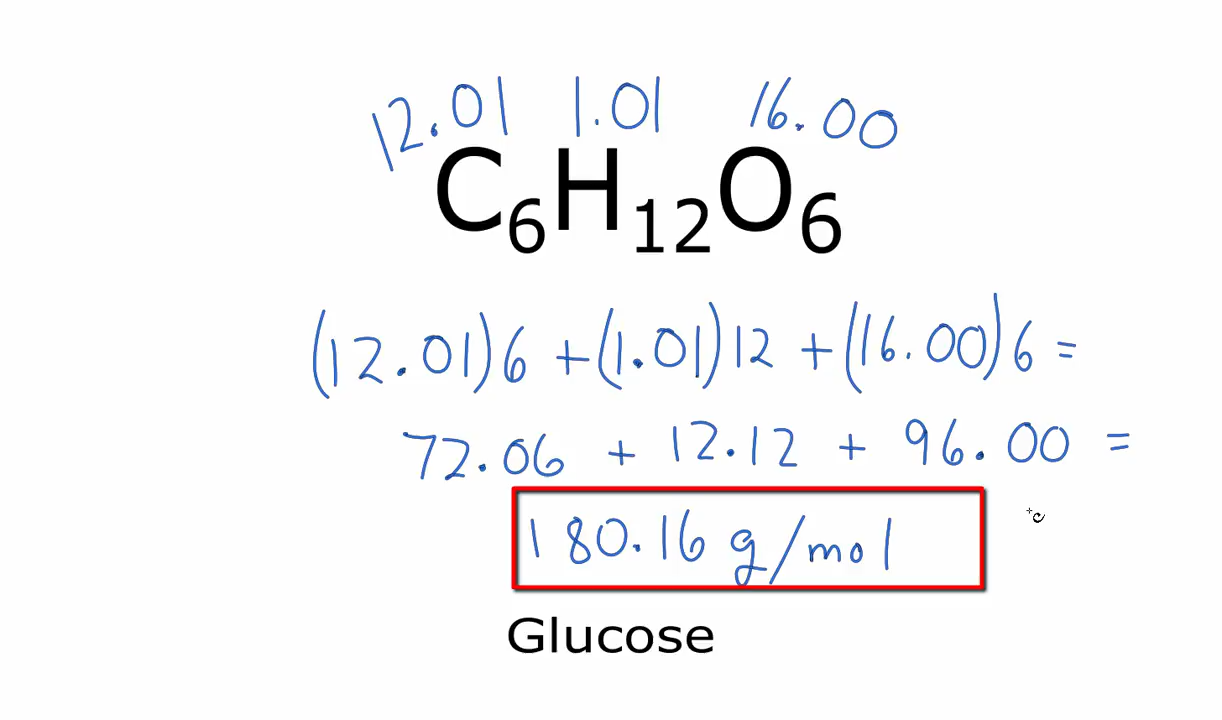 12.01 1.01 16.00
C₆H₁₂O₆
(12.01)6 + (1.01)12 + (16.00)6 =
72.06 + 12.12 + 96.00 =
180.16 g/mol
Glucose